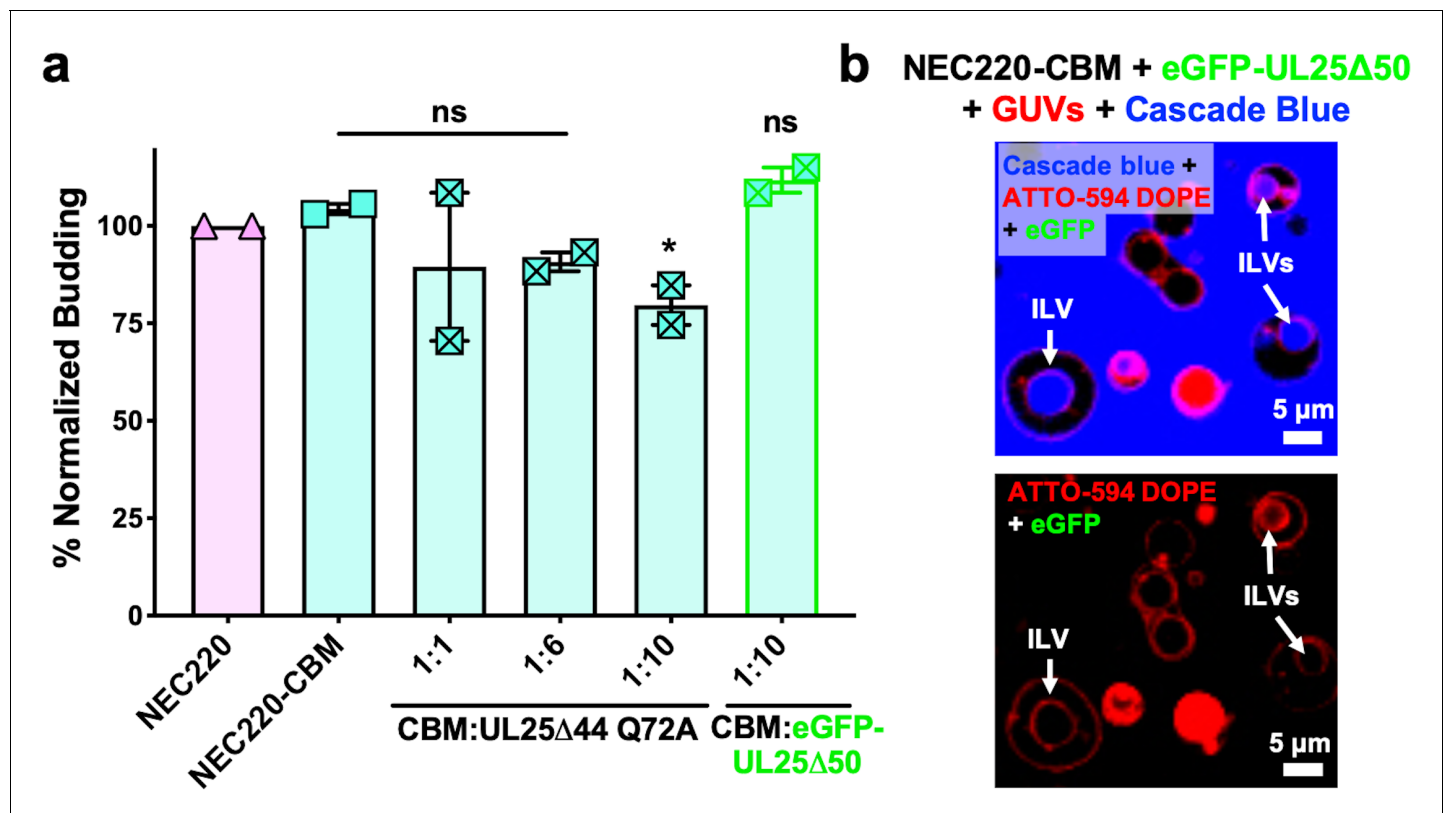 a
ns
ns
*
% Normalized Budding
100
75
50
25
0
NEC220
NEC220-CBM
1:1
1:6
1:10
1:10
CBM:UL25Δ44 Q72A
CBM:eGFP-
UL25Δ50
b
NEC220-CBM + eGFP-UL25Δ50
+ GUVs + Cascade Blue
Cascade blue +
ATTO-594 DOPE
+ eGFP
ILVs
ILV
5 µm
ATTO-594 DOPE
+ eGFP
ILVs
ILV
5 µm